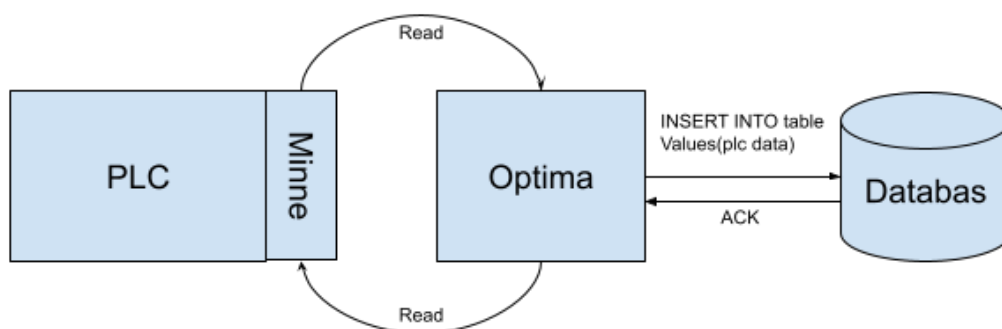 Read
PLC
Minne
Optima
INSERT INTO table
Values(plc data)
ACK
Databas
Read